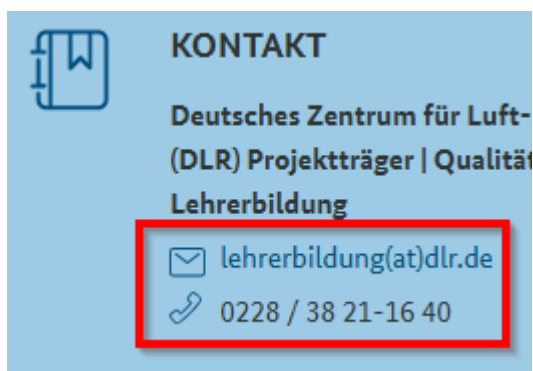 KONTAKT
Deutsches Zentrum für Luft-
(DLR) Projektträger | Qualität
Lehrerbildung
lehrerbildung(at)dlr.de
0228 / 38 21-16 40